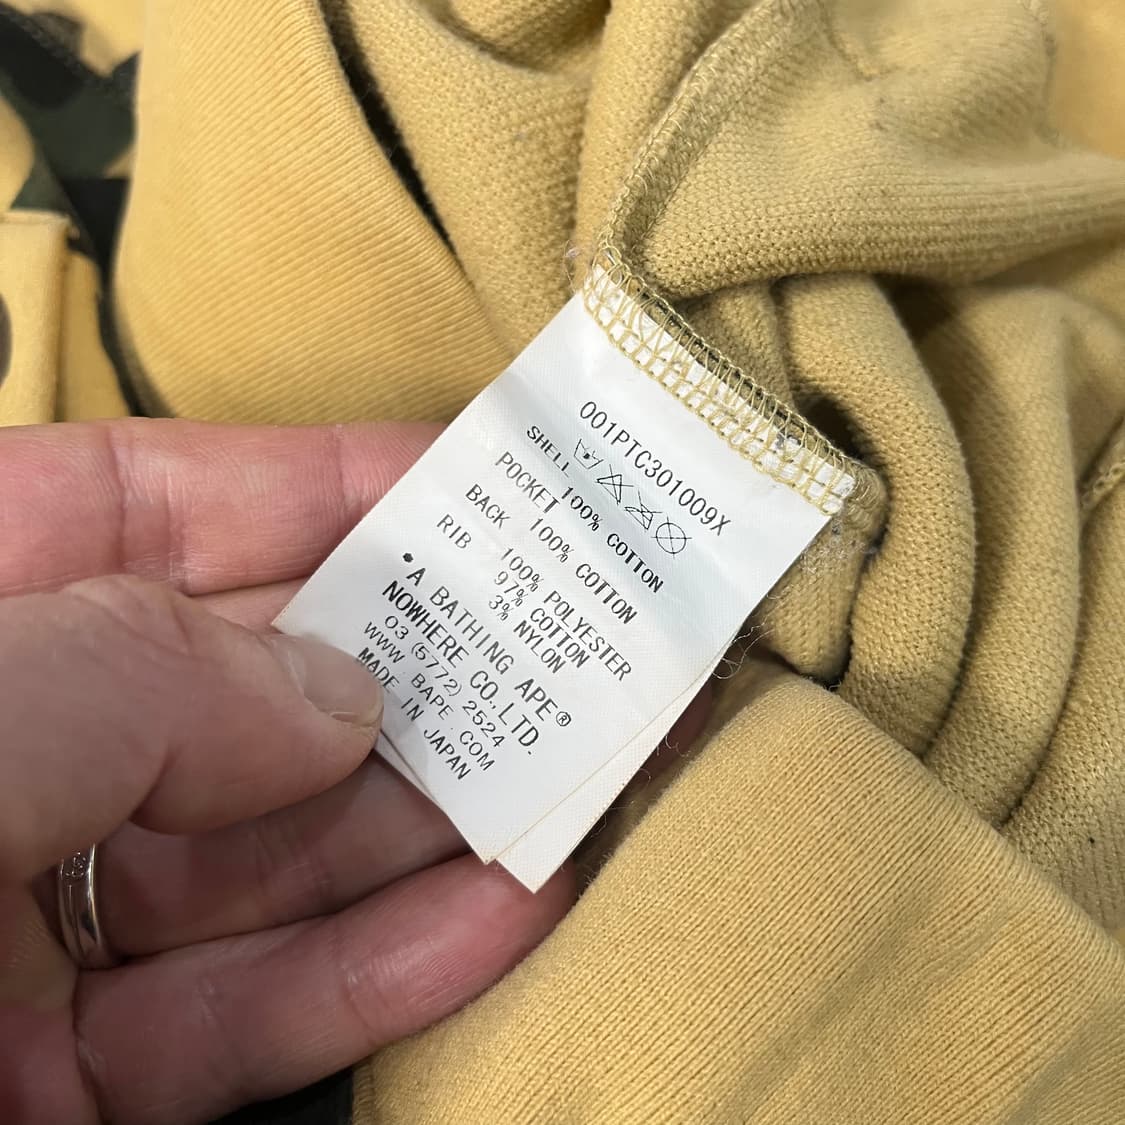 001PTC301009X
SHELL 100% COTTON
POCKET 100% COTTON
BACK 100% POLYESTER
RIB 97% COTTON
3% NYLON
•A BATHING APE®
NOWHERE CO.,LTD.
03 (5772) 2524
WWW.BAPE.COM
MADE IN JAPAN